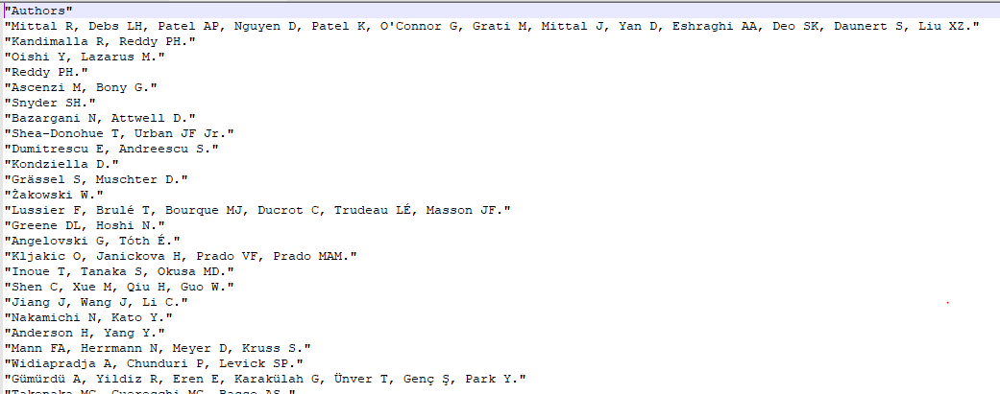 "Authors"
"Mittal R, Debs LH, Patel AP, Nguyen D, Patel K, O'Connor G, Grati M, Mittal J, Yan D, Eshraghi AA, Deo SK, Daunert S, Liu XZ."
"Kandimalla R, Reddy PH."
"Oishi Y, Lazarus M."
"Reddy PH."
"Ascenzi M, Bony G."
"Snyder SH."
"Bazargani N, Attwell D."
"Shea-Donohue T, Urban JF Jr."
"Dumitrescu E, Andreescu S."
"Kondziella D."
"Grässel S, Muschter D."
"Żakowski W."
"Lussier F, Brulé T, Bourque MJ, Ducrot C, Trudeau LÉ, Masson JF."
"Greene DL, Hoshi N."
"Angelovski G, Tóth É."
"Kljakic O, Janickova H, Prado VF, Prado MAM."
"Inoue T, Tanaka S, Okusa MD."
"Shen C, Xue M, Qiu H, Guo W."
"Jiang J, Wang J, Li C."
"Nakamichi N, Kato Y."
"Anderson H, Yang Y."
"Mann FA, Herrmann N, Meyer D, Kruss S."
"Widiapradja A, Chunduri P, Levick SP."
"Gümürdü A, Yildiz R, Eren E, Karakülah G, Ünver T, Genç Ş, Park Y."